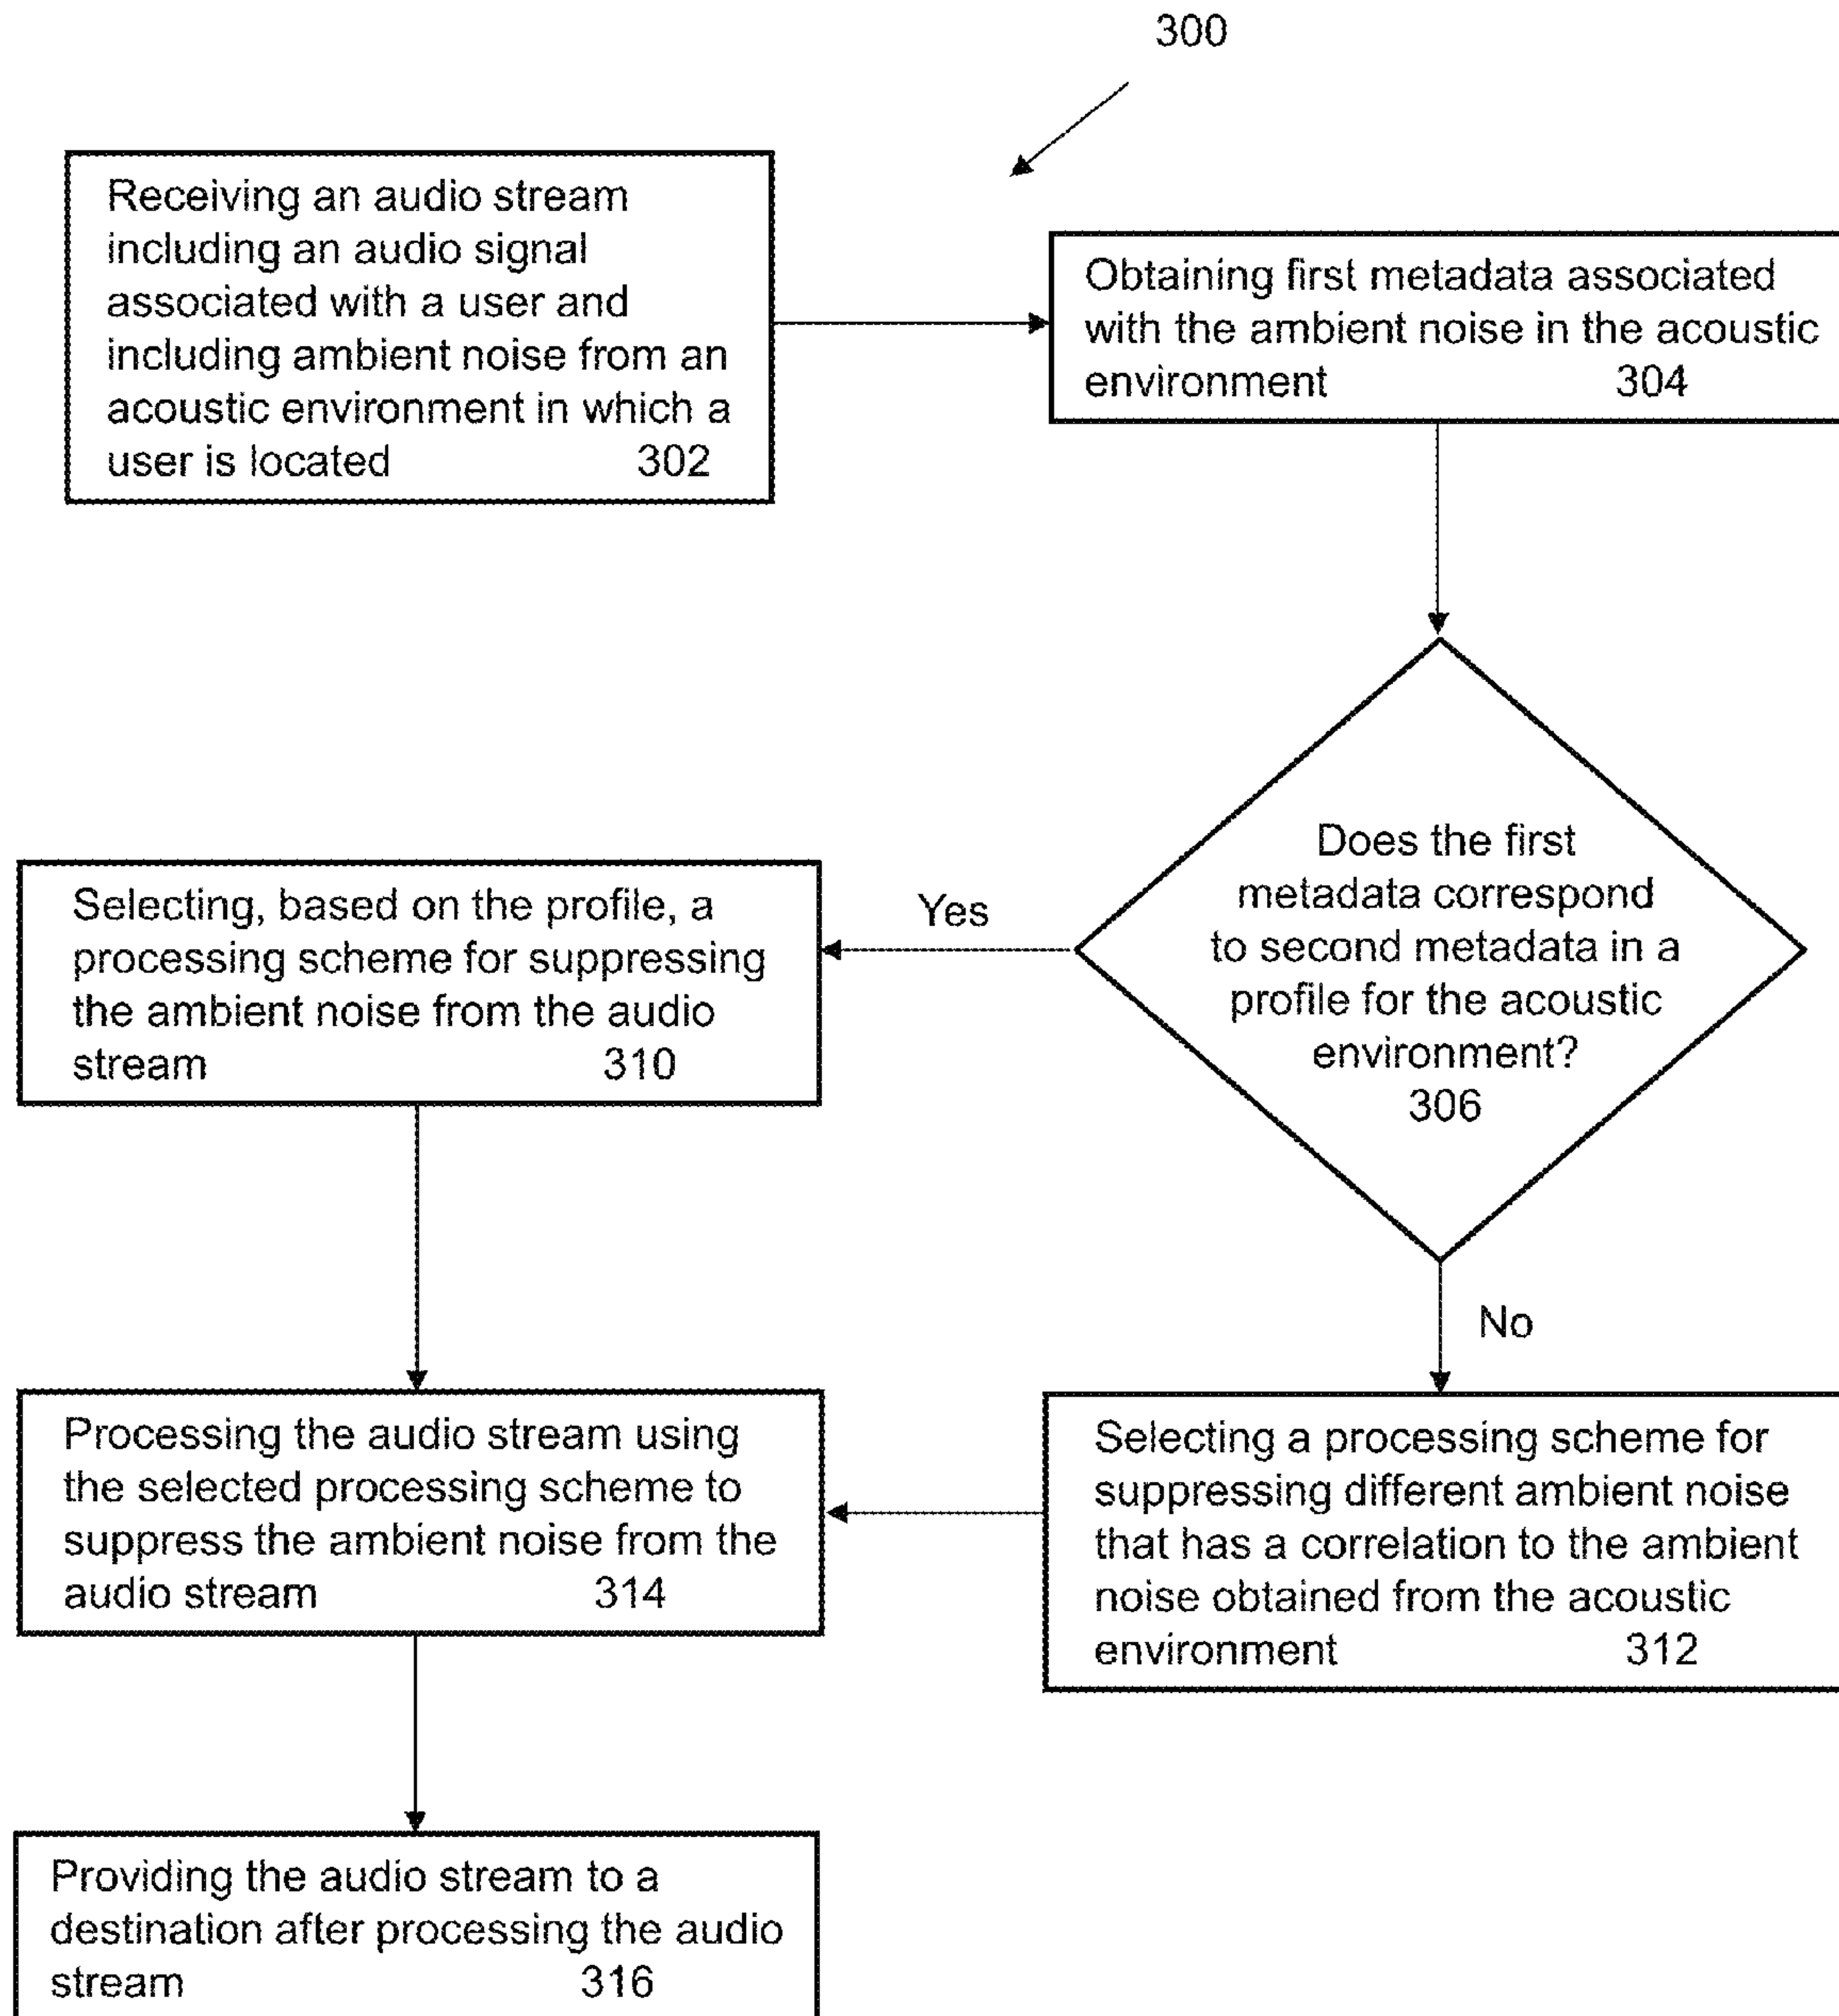 300
Receiving an audio stream
including an audio signal
associated with a user and
including ambient noise from an
acoustic environment in which a
user is located 302
Obtaining first metadata associated
with the ambient noise in the acoustic
environment 304
Does the first
metadata correspond
to second metadata in a
profile for the acoustic
environment?
306
Yes
Selecting, based on the profile, a
processing scheme for suppressing
the ambient noise from the audio
stream 310
No
Selecting a processing scheme for
suppressing different ambient noise
that has a correlation to the ambient
noise obtained from the acoustic
environment 312
Processing the audio stream using
the selected processing scheme to
suppress the ambient noise from the
audio stream 314
Providing the audio stream to a
destination after processing the audio
stream 316